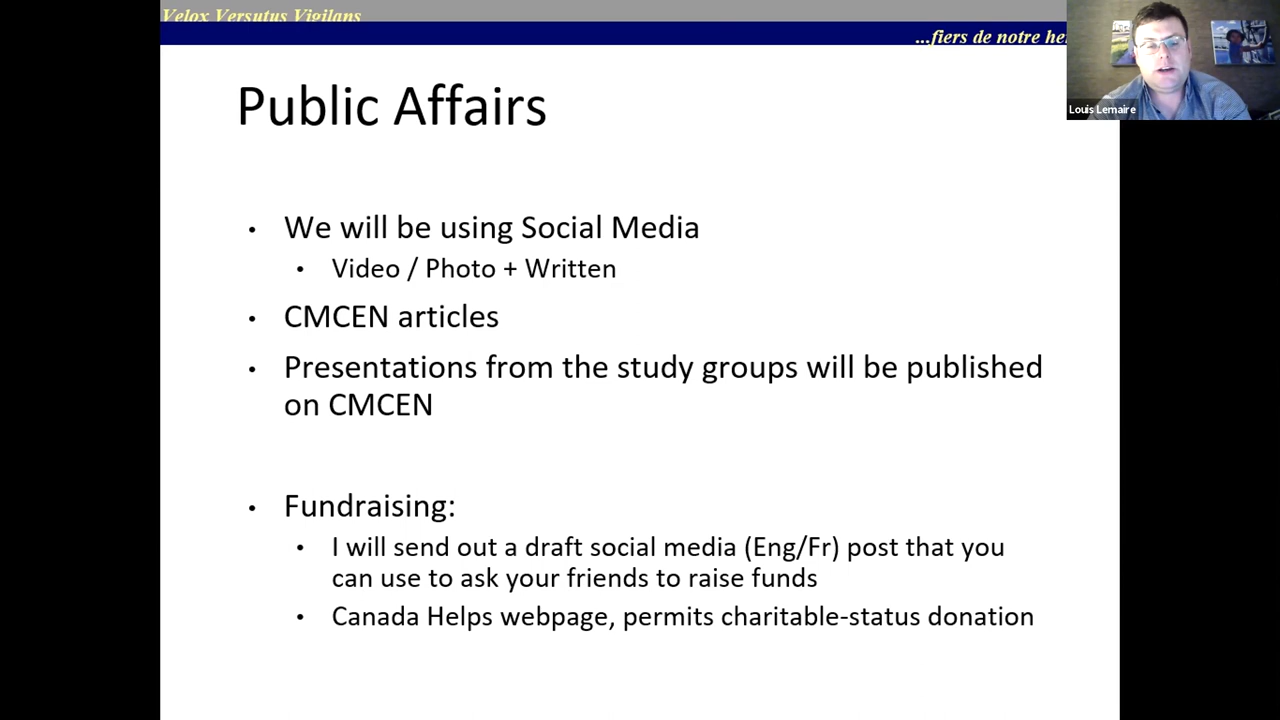 Velox Versutus Vigilans
...fiers de notre
Louis Lemaire
Public Affairs
• We will be using Social Media
• Video / Photo + Written
• CMCEN articles
• Presentations from the study groups will be published
on CMCEN
• Fundraising:
• I will send out a draft social media (Eng/Fr) post that you
can use to ask your friends to raise funds
• Canada Helps webpage, permits charitable-status donation